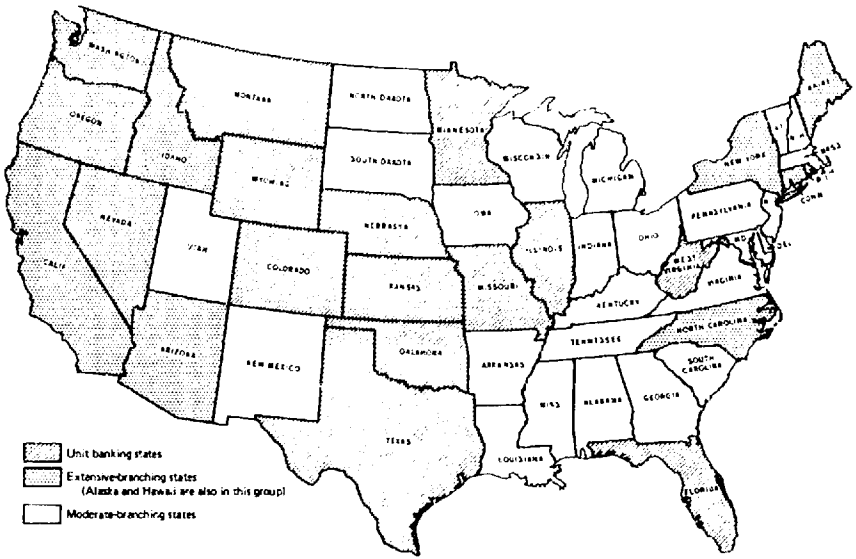 WASHINGTON
MONTANA
NORTH DAKOTA
MINNESOTA
MAINE
OREGON
IDAHO
SOUTH DAKOTA
WISCONSIN
MICHIGAN
NEW YORK
N.H.
MASS
CONN
WYOMING
NEVADA
UTAH
COLORADO
NEBRASKA
IOWA
ILLINOIS
INDIANA
OHIO
PENNSYLVANIA
MD
DEL
WEST
VIRGINIA
VIRGINIA
CALIF
KANSAS
MISSOURI
KENTUCKY
NORTH CAROLINA
TENNESSEE
SOUTH
CAROLINA
ARIZONA
NEW MEXICO
OKLAHOMA
ARKANSAS
MISS
ALABAMA
GEORGIA
TEXAS
LOUISIANA
FLORIDA
Unit banking states
Extensive-branching states
(Alaska and Hawaii are also in this group)
Moderate-branching states